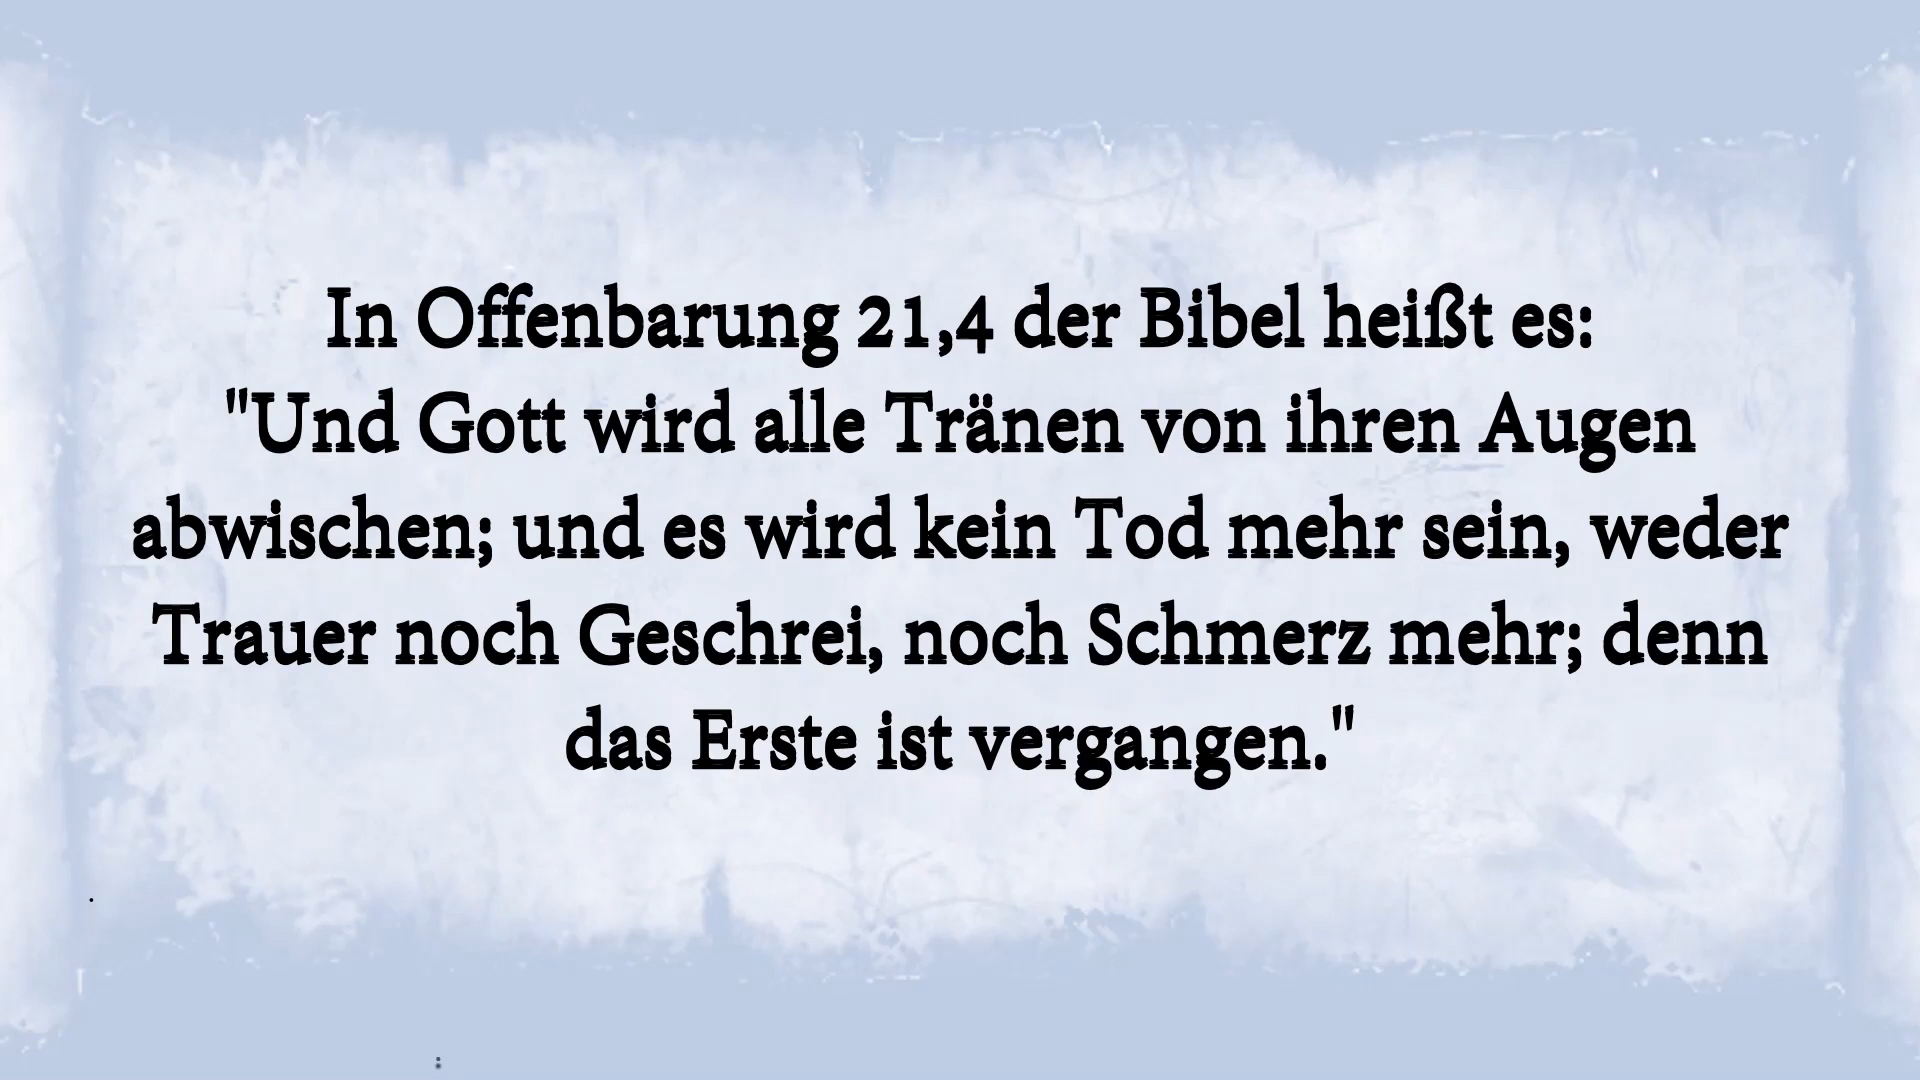 In Offenbarung 21,4 der Bibel heißt es:
"Und Gott wird alle Tränen von ihren Augen
abwischen; und es wird kein Tod mehr sein, weder
Trauer noch Geschrei, noch Schmerz mehr; denn
das Erste ist vergangen."